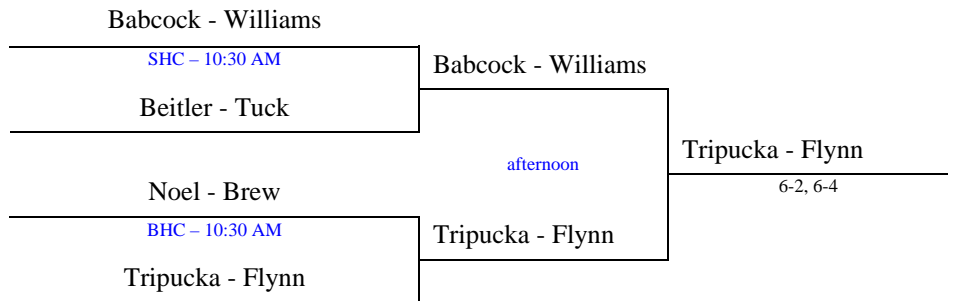 Babcock - Williams
SHC – 10:30 AM
Babcock - Williams
Beitler - Tuck
afternoon
Tripucka - Flynn
6-2, 6-4
Noel - Brew
BHC – 10:30 AM
Tripucka - Flynn
Tripucka - Flynn